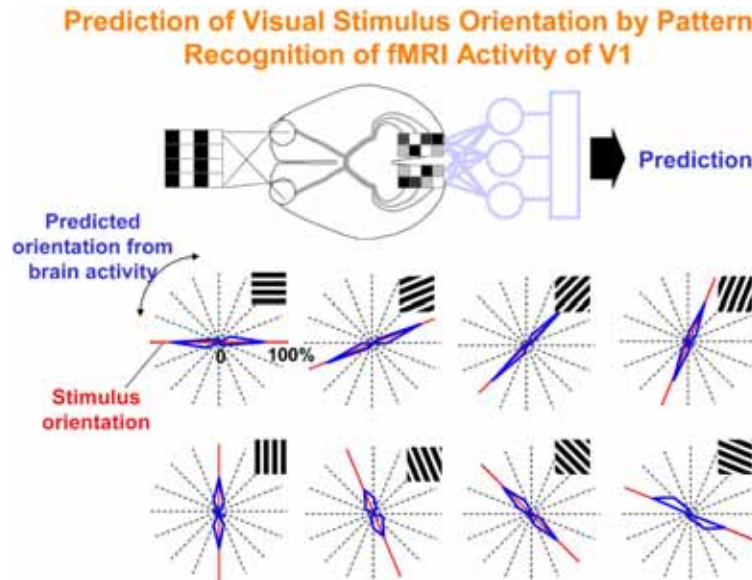 Prediction of Visual Stimulus Orientation by Pattern
Recognition of fMRI Activity of V1
Prediction
Predicted
orientation from
brain activity
0
100%
Stimulus
orientation